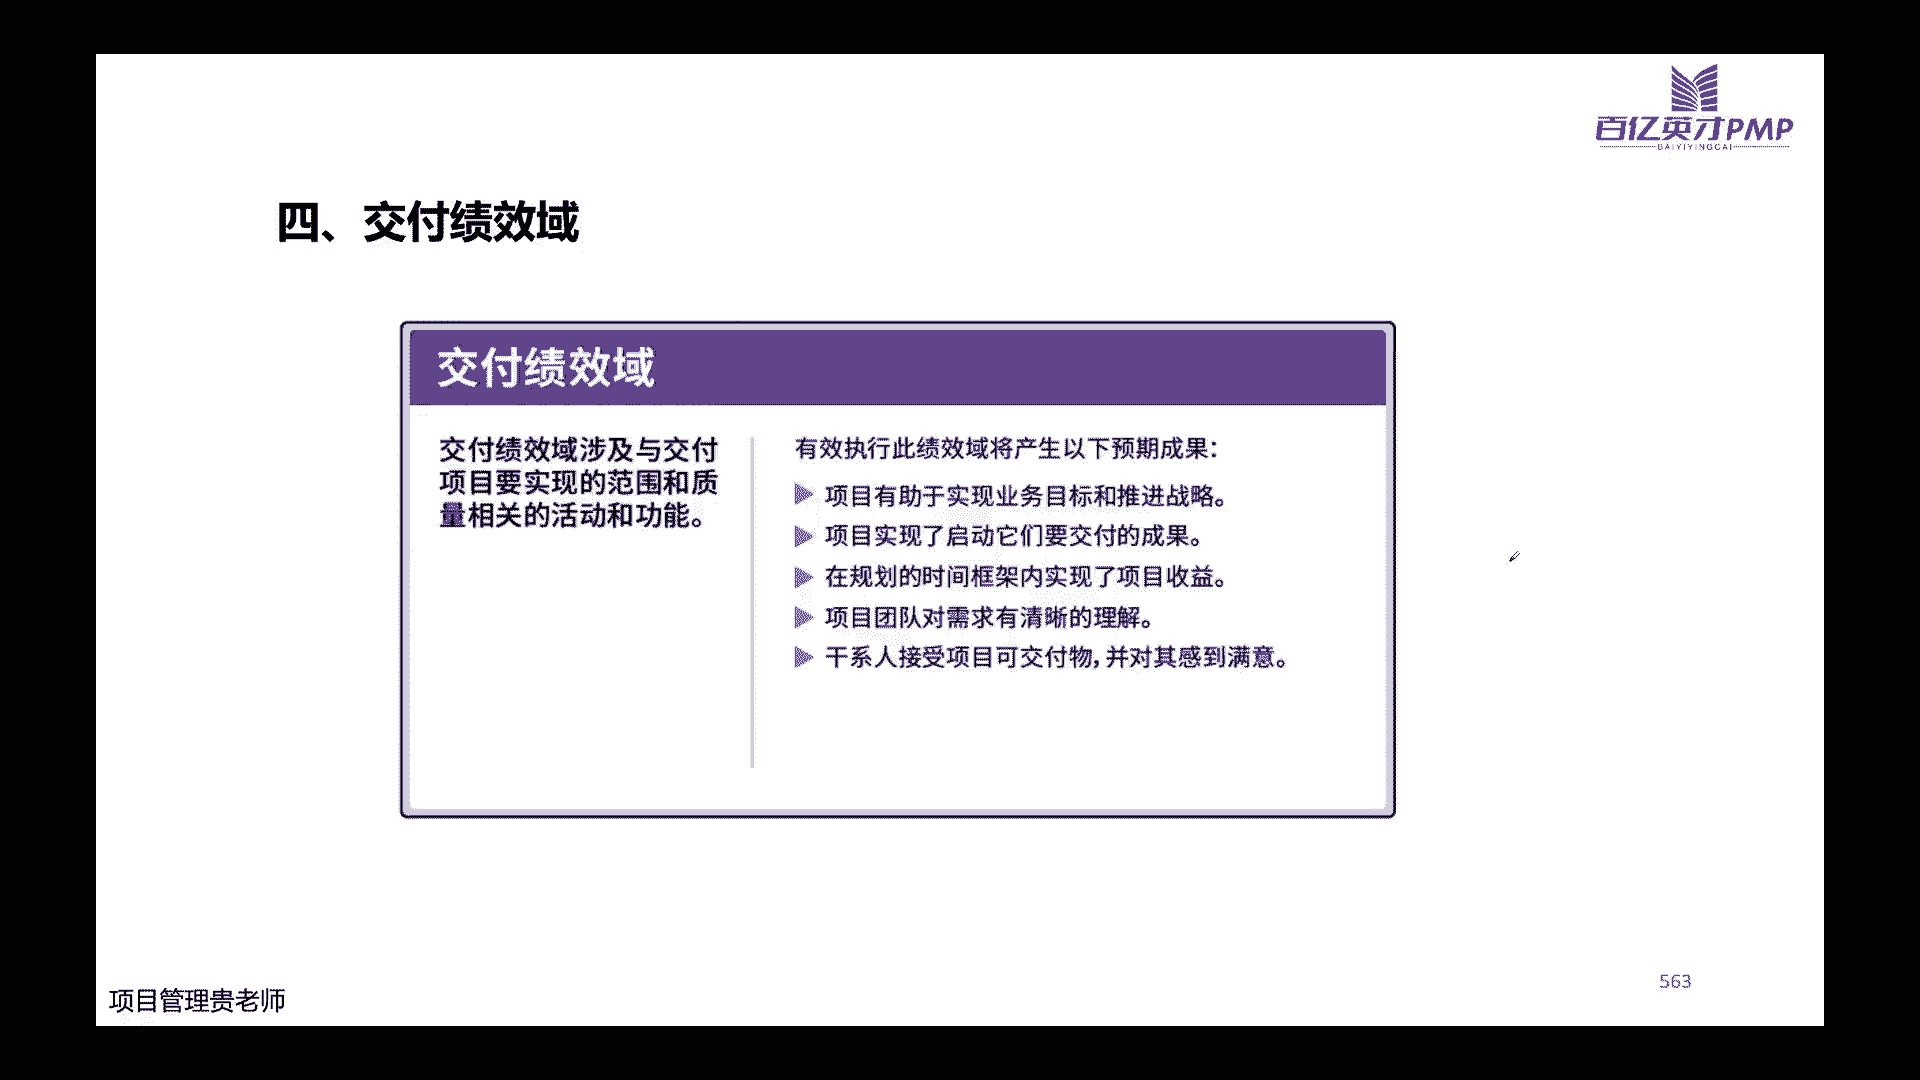 百亿英才PMP
BAIYIYINGCAI
四、交付绩效域
交付绩效域
交付绩效域涉及与交付
项目要实现的范围和质
量相关的活动和功能。
有效执行此绩效域将产生以下预期成果：
项目有助于实现业务目标和推进战略。
项目实现了启动它们要交付的成果。
在规划的时间框架内实现了项目收益。
项目团队对需求有清晰的理解。
干系人接受项目可交付物，并对其感到满意。
563
项目管理贵老师